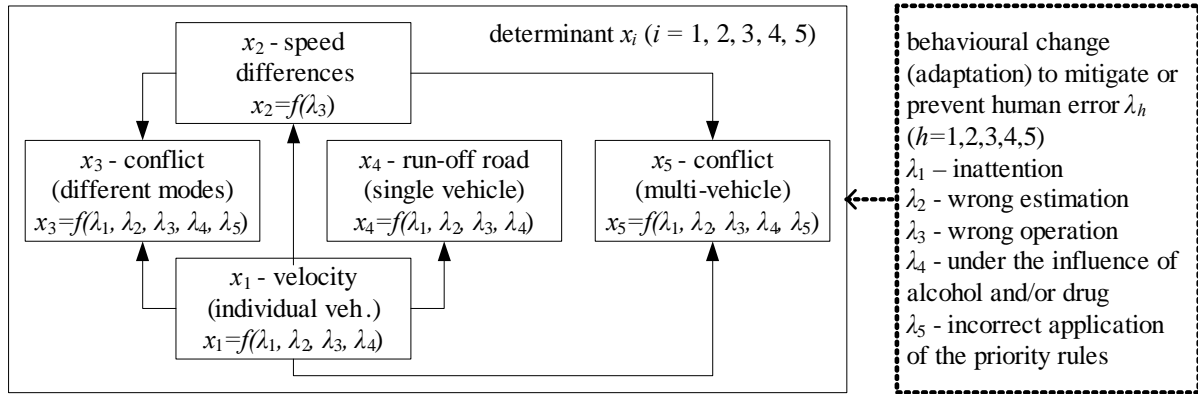 x2 - speed
differences
x2=f(λ3)
determinant xi (i = 1, 2, 3, 4, 5)
x3 - conflict
(different modes)
x3=f(λ1, λ2, λ3, λ4, λ5)
x4 - run-off road
(single vehicle)
x4=f(λ1, λ2, λ3, λ4)
x5 - conflict
(multi-vehicle)
x5=f(λ1, λ2, λ3, λ4, λ5)
x1 - velocity
(individual veh.)
x1=f(λ1, λ2, λ3, λ4)
behavioural change
(adaptation) to mitigate or
prevent human error λh
(h=1,2,3,4,5)
λ1 – inattention
λ2 - wrong estimation
λ3 - wrong operation
λ4 - under the influence of
alcohol and/or drug
λ5 - incorrect application
of the priority rules